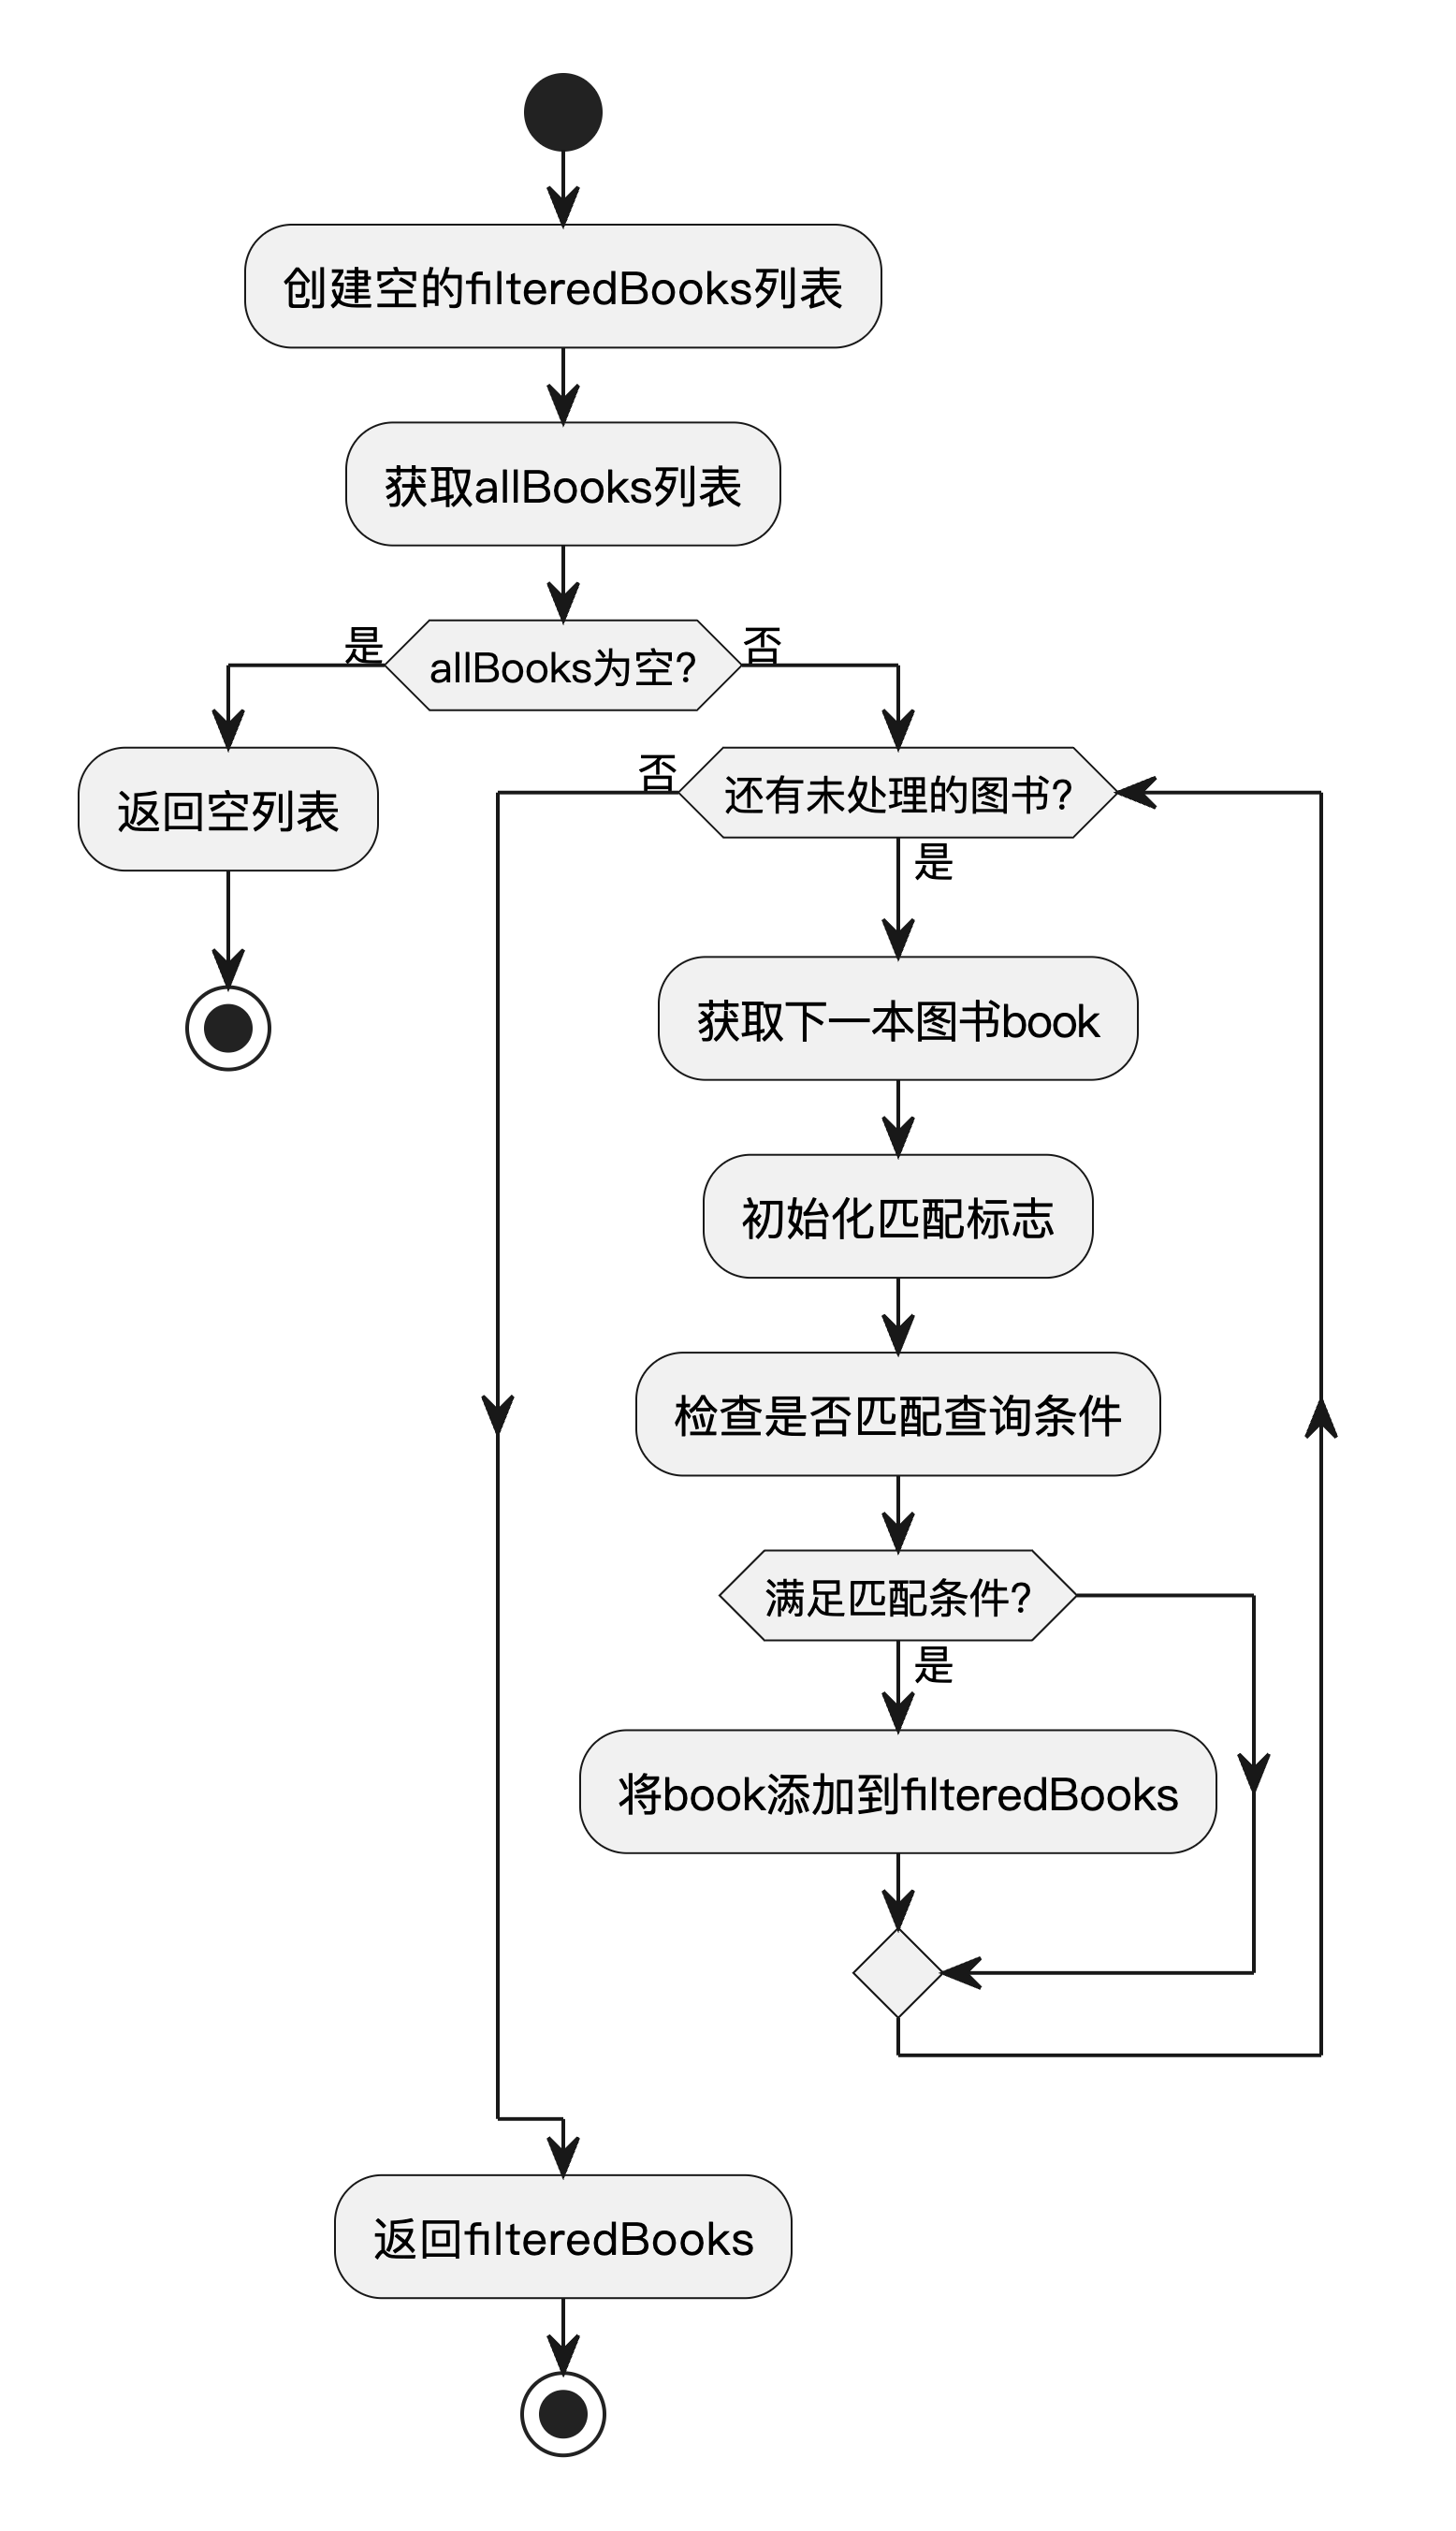 创建空的filteredBooks列表
获取allBooks列表
是
allBooks为空?
否
返回空列表
否
还有未处理的图书?
是
获取下一本图书book
初始化匹配标志
检查是否匹配查询条件
满足匹配条件?
是
将book添加到filteredBooks
返回filteredBooks